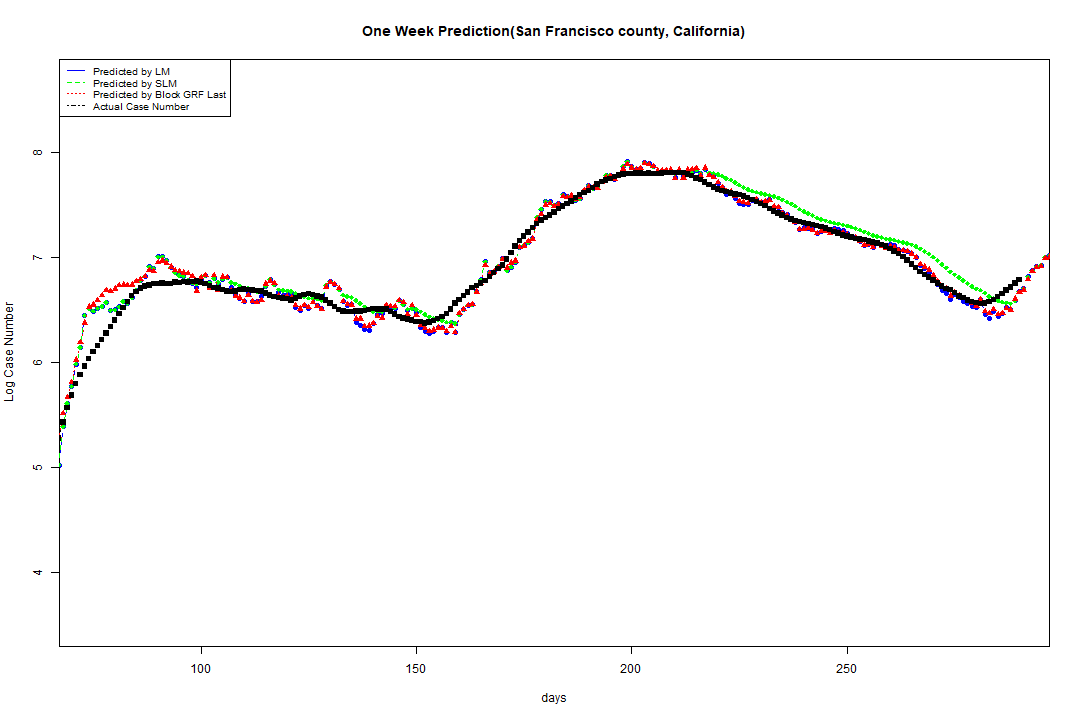 One Week Prediction(San Francisco county, California)
Predicted by LM
Predicted by SLM
Predicted by Block GRF Last
Actual Case Number
8
7
6
5
4
Log Case Number
100 150 200 250
days